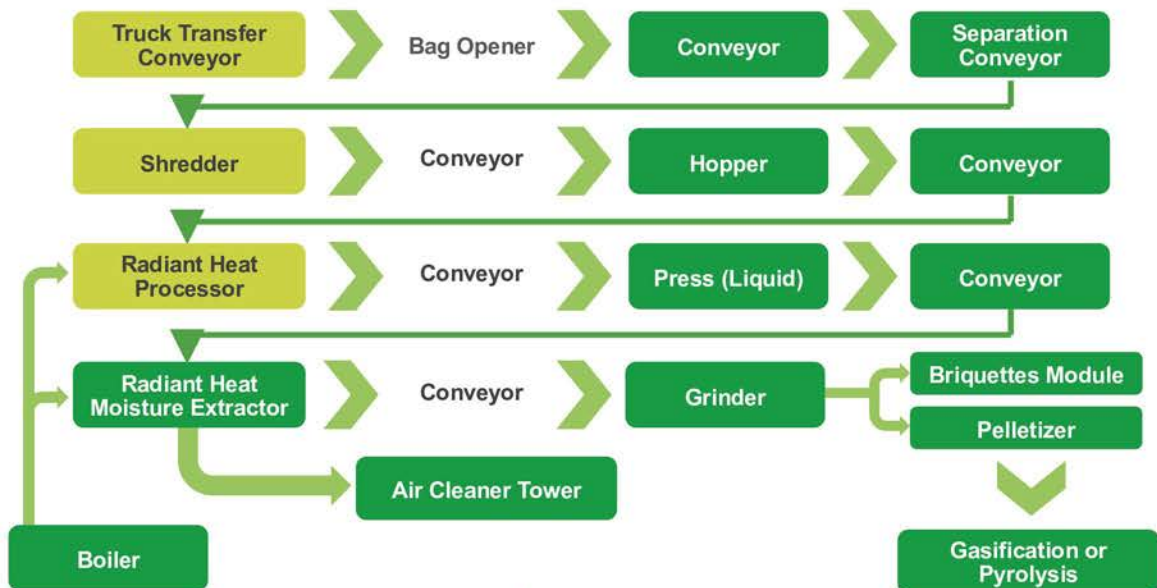 Truck Transfer
Conveyor
Bag Opener
Conveyor
Separation
Conveyor
Shredder
Conveyor
Hopper
Conveyor
Radiant Heat
Processor
Conveyor
Press (Liquid)
Conveyor
Radiant Heat
Moisture Extractor
Conveyor
Grinder
Briquettes Module
Pelletizer
Air Cleaner Tower
Boiler
Gasification or
Pyrolysis